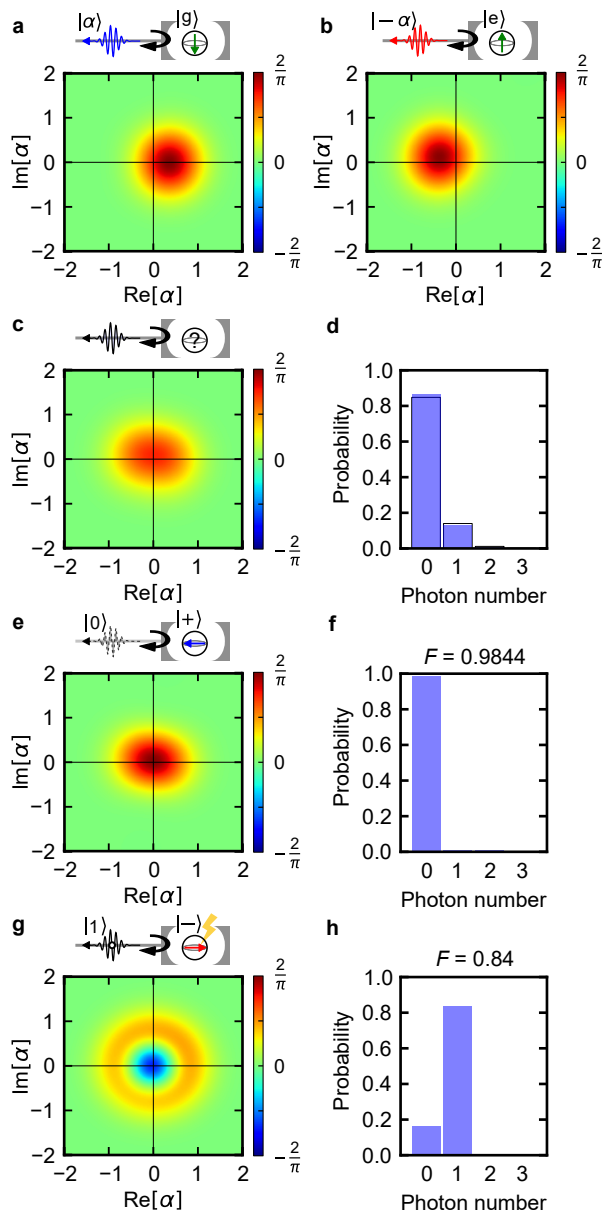 a |α⟩ |g⟩
b |−α⟩ |e⟩
Im[α]
2
1
0
−1
−2
−2 −1 0 1 2
Re[α]
2/π
0
−2/π
Im[α]
2
1
0
−1
−2
−2 −1 0 1 2
Re[α]
2/π
0
−2/π
c ?
Im[α]
2
1
0
−1
−2
−2 −1 0 1 2
Re[α]
2/π
0
−2/π
d
Probability
1.0
0.8
0.6
0.4
0.2
0.0
0 1 2 3
Photon number
e |0⟩ |+⟩
Im[α]
2
1
0
−1
−2
−2 −1 0 1 2
Re[α]
2/π
0
−2/π
f
F = 0.9844
Probability
1.0
0.8
0.6
0.4
0.2
0.0
0 1 2 3
Photon number
g |1⟩ |−⟩
Im[α]
2
1
0
−1
−2
−2 −1 0 1 2
Re[α]
2/π
0
−2/π
h
F = 0.84
Probability
1.0
0.8
0.6
0.4
0.2
0.0
0 1 2 3
Photon number